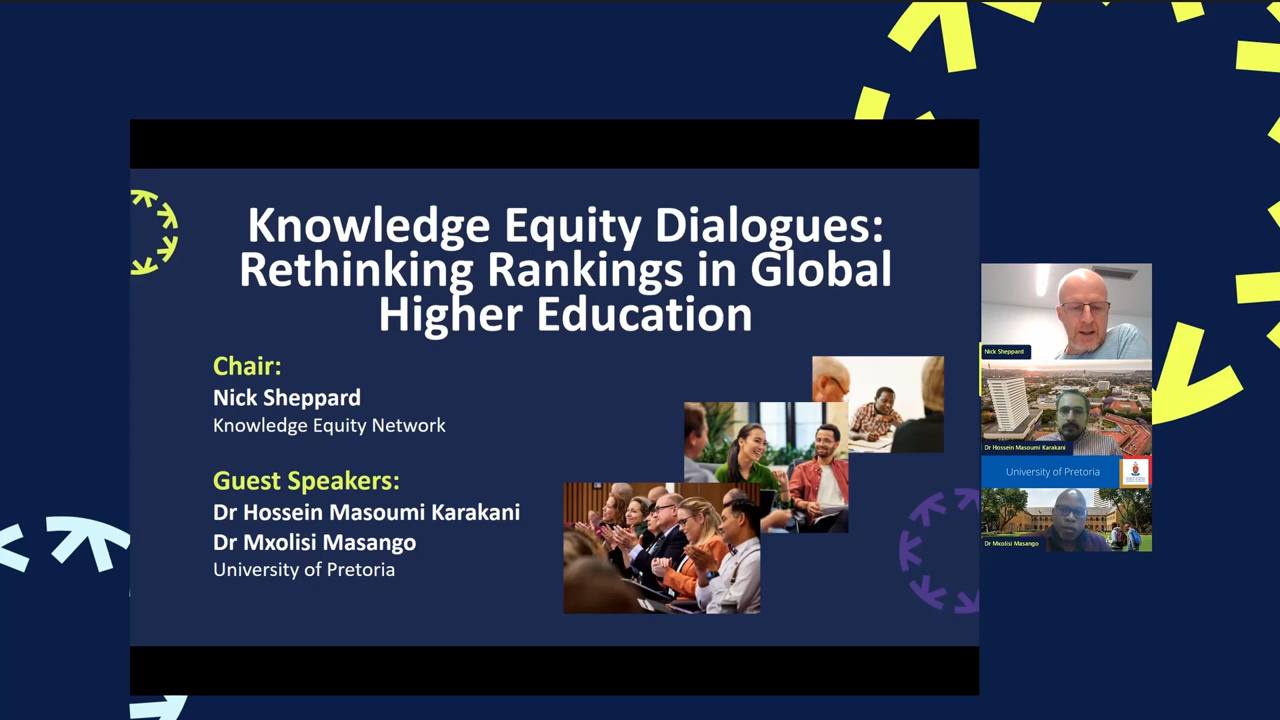 Knowledge Equity Dialogues:
Rethinking Rankings in Global
Higher Education
Chair:
Nick Sheppard
Knowledge Equity Network
Guest Speakers:
Dr Hossein Masoumi Karakani
Dr Mxolisi Masango
University of Pretoria
Nick Sheppard
Dr Hossein Masoumi Karakani
University of Pretoria
Dr Mxolisi Masango